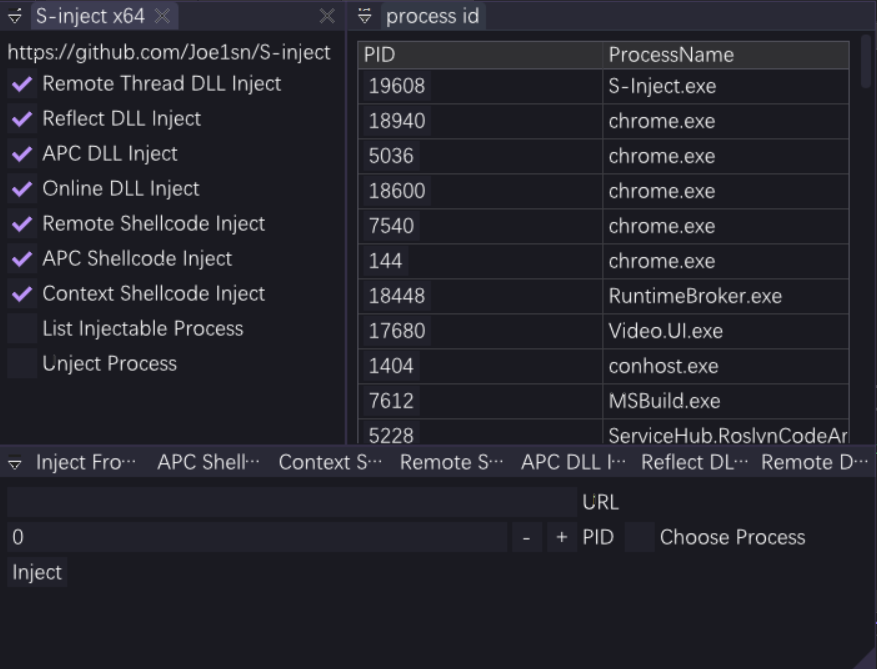 S-inject x64
https://github.com/Joe1sn/S-inject
Remote Thread DLL Inject
Reflect DLL Inject
APC DLL Inject
Online DLL Inject
Remote Shellcode Inject
APC Shellcode Inject
Context Shellcode Inject
List Injectable Process
Unject Process
process id
PID ProcessName
19608 S-Inject.exe
18940 chrome.exe
5036 chrome.exe
18600 chrome.exe
7540 chrome.exe
144 chrome.exe
18448 RuntimeBroker.exe
17680 Video.UI.exe
1404 conhost.exe
7612 MSBuild.exe
5228 ServiceHub.RoslynCodeAr
Inject Fro··· APC Shell··· Context S··· Remote S··· APC DLL I··· Reflect DL··· Remote D···
URL
0 - + PID Choose Process
Inject